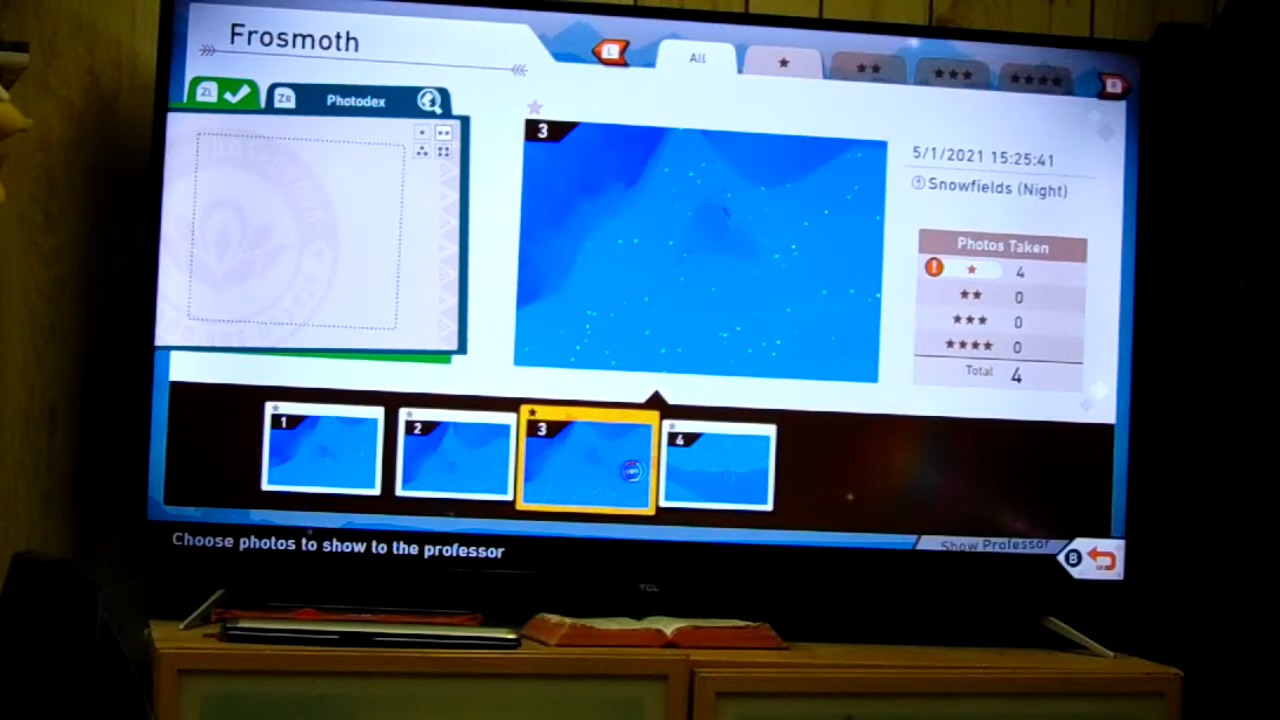 Frosmoth
L
All
R
ZL
ZR
Photodex
3
5/1/2021 15:25:41
Snowfields (Night)
Photos Taken
4
0
0
0
Total 4
1
2
3
4
Choose photos to show to the professor
Show Professor
B
TCL